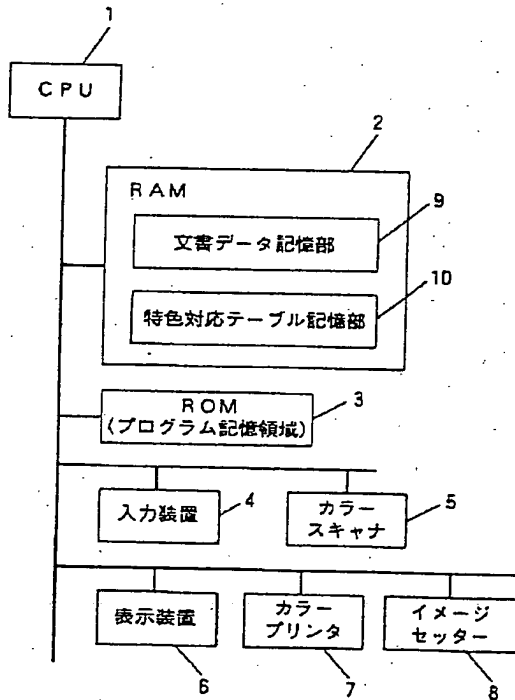 1
CPU
2
RAM
9
文書データ記憶部
10
特色対応テーブル記憶部
ROM
(プログラム記憶領域)
3
入力装置
4
カラー
スキャナ
5
表示装置
カラー
プリンタ
イメージ
セッター
6
7
8